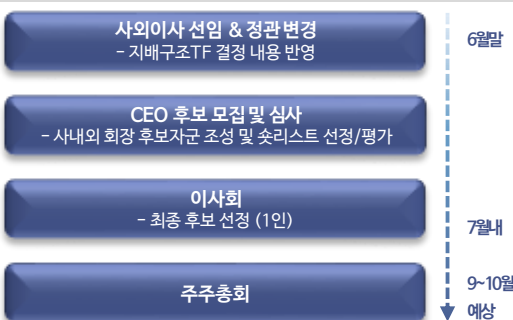 사외이사 선임 & 정관 변경
- 지배구조TF 결정 내용 반영
6월말
CEO 후보 모집 및 심사
- 사내외 회장 후보자군 조성 및 숏리스트 선정/평가
이사회
- 최종 후보 선정 (1인)
7월내
주주총회
9~10월
예상